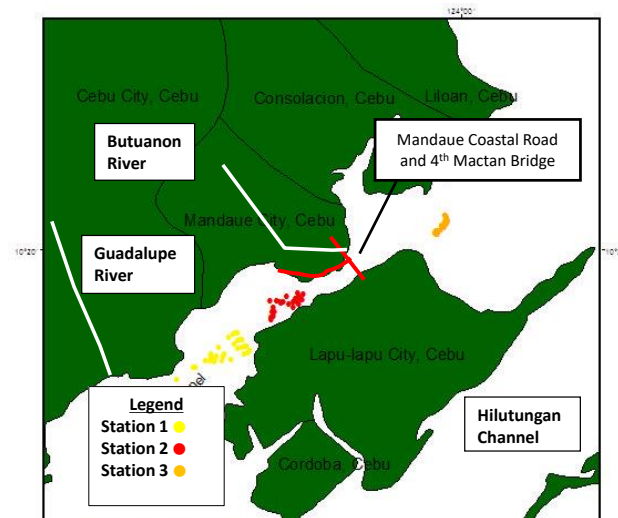 124°00'
Cebu City, Cebu
Consolacion, Cebu
Liloan, Cebu
Butuanon
River
Mandaue Coastal Road
and 4th Mactan Bridge
Mandaue City, Cebu
10°20'
Guadalupe
River
Lapu-lapu City, Cebu
Legend
Station 1
Station 2
Station 3
Hilutungan
Channel
Cordoba, Cebu